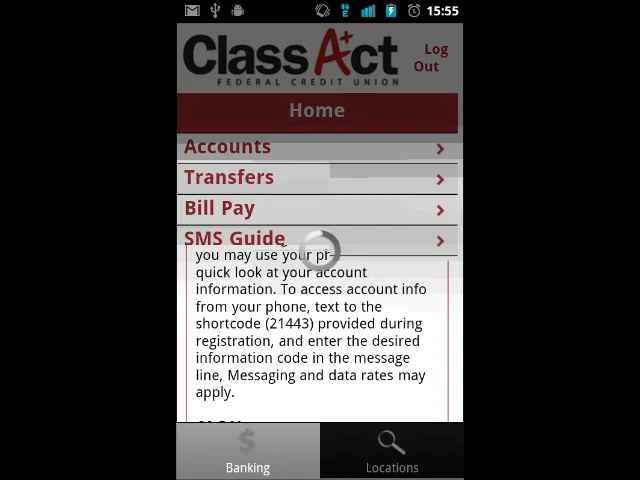 15:55
ClassAct
FEDERAL CREDIT UNION
Log
Out
Home
Accounts
Transfers
Bill Pay
SMS Guide
you may use your
quick look at your account
information. To access account info
from your phone, text to the
shortcode (21443) provided during
registration, and enter the desired
information code in the message
line, Messaging and data rates may
apply.
Banking
Locations